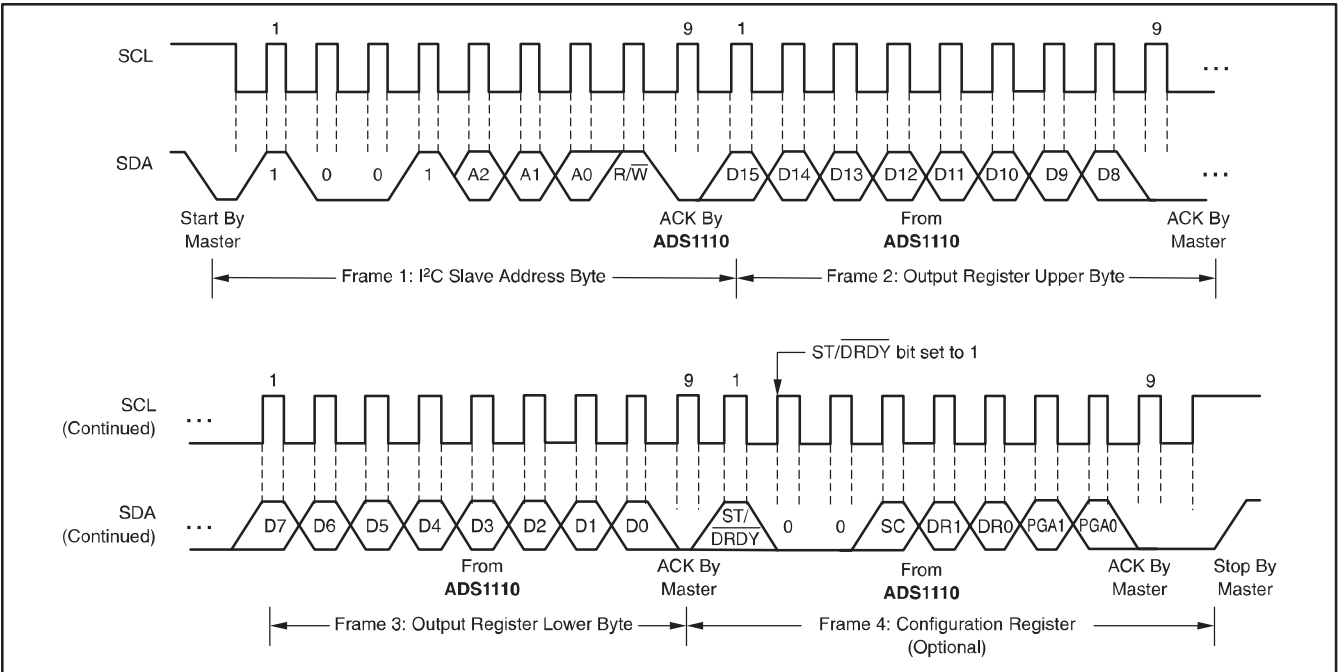 1 9 1 9
SCL ...
SDA 1 0 0 1 A2 A1 A0 R/W̅ D15 D14 D13 D12 D11 D10 D9 D8 ...
Start By Master
ACK By ADS1110
From ADS1110
ACK By Master
Frame 1: I²C Slave Address Byte
Frame 2: Output Register Upper Byte
ST/D̅R̅D̅Y̅ bit set to 1
1 9 1 9
SCL (Continued) ...
SDA (Continued) ... D7 D6 D5 D4 D3 D2 D1 D0 ST/D̅R̅D̅Y̅ 0 0 SC DR1 DR0 PGA1 PGA0
From ADS1110
ACK By Master
From ADS1110
ACK By Master
Stop By Master
Frame 3: Output Register Lower Byte
Frame 4: Configuration Register
(Optional)